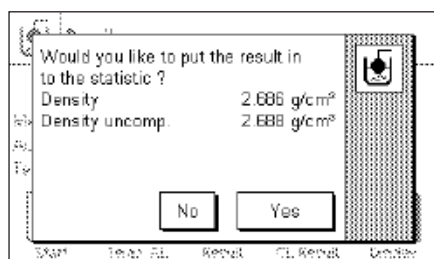 Would you like to put the result in
to the statistic ?
Density 2.686 g/cm³
Density uncomp. 2.688 g/cm³
No Yes
Start